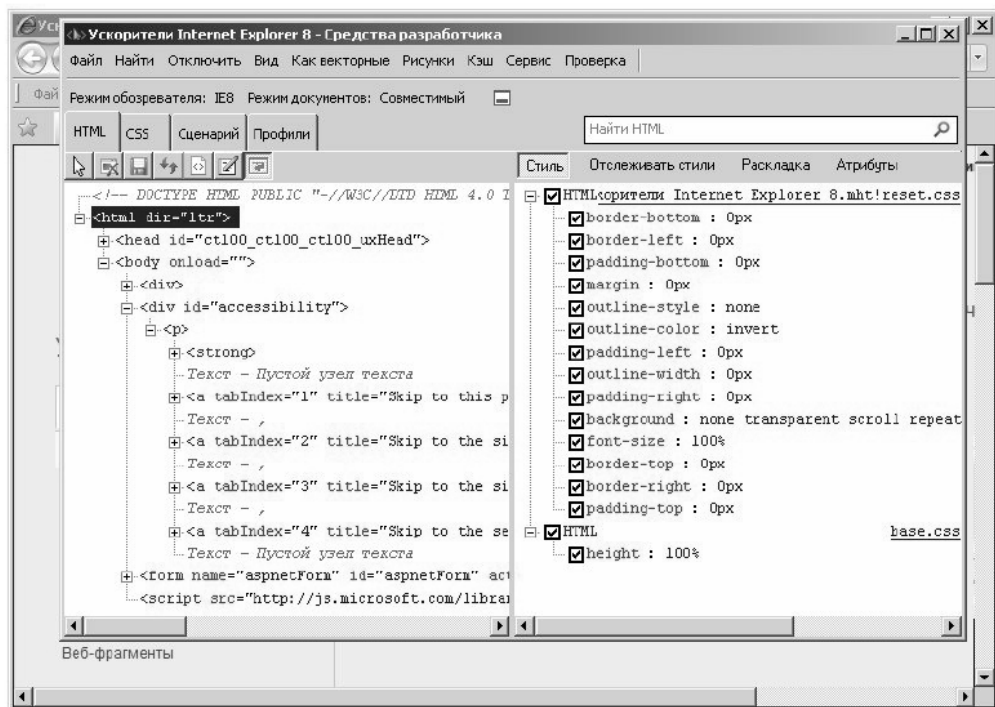 Ускорители Internet Explorer 8 - Средства разработчика
Файл Найти Отключить Вид Как векторные Рисунки Кэш Сервис Проверка
Режим обозревателя: IE8 Режим документов: Совместимый
HTML CSS Сценарий Профили
Найти HTML
Стиль Отслеживать стили Раскладка Атрибуты
<!-- DOCTYPE HTML PUBLIC "-//W3C//DTD HTML 4.0 T
<html dir="ltr">
<head id="ctl00_ctl00_ctl00_uxHead">
<body onload="">
<div>
<div id="accessibility">
<p>
<strong>
Текст - Пустой узел текста
<a tabIndex="1" title="Skip to this p
Текст - ,
<a tabIndex="2" title="Skip to the si
Текст - ,
<a tabIndex="3" title="Skip to the si
Текст - ,
<a tabIndex="4" title="Skip to the se
Текст - Пустой узел текста
<form name="aspnetForm" id="aspnetForm" act
<script src="http://js.microsoft.com/librar
HTML корители Internet Explorer 8.mht!reset.css
border-bottom : 0px
border-left : 0px
padding-bottom : 0px
margin : 0px
outline-style : none
outline-color : invert
padding-left : 0px
outline-width : 0px
padding-right : 0px
background : none transparent scroll repeat
font-size : 100%
border-top : 0px
border-right : 0px
padding-top : 0px
HTML base.css
height : 100%
Веб-фрагменты